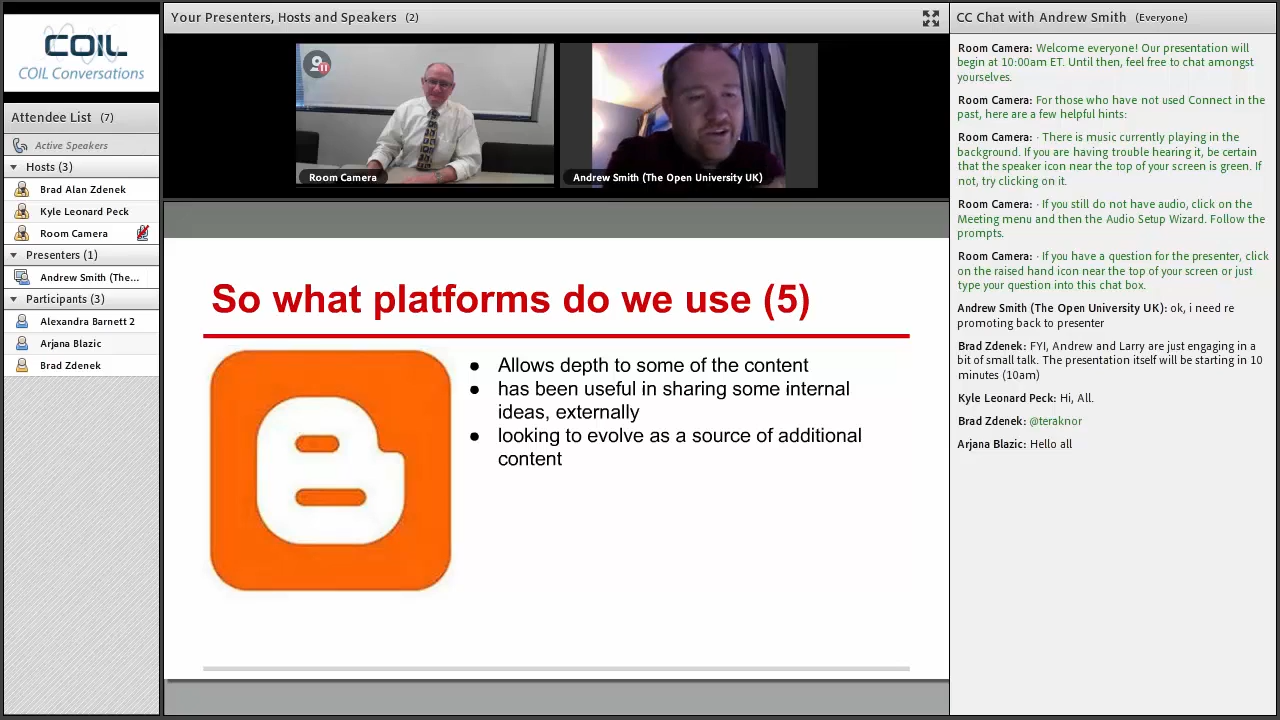 COIL
COIL Conversations
Attendee List (7)
Active Speakers
Hosts (3)
Brad Alan Zdenek
Kyle Leonard Peck
Room Camera
Presenters (1)
Andrew Smith (The...
Participants (3)
Alexandra Barnett 2
Arjana Blazic
Brad Zdenek
Your Presenters, Hosts and Speakers (2)
Room Camera
Andrew Smith (The Open University UK)
So what platforms do we use (5)
● Allows depth to some of the content
● has been useful in sharing some internal
ideas, externally
● looking to evolve as a source of additional
content
CC Chat with Andrew Smith (Everyone)
Room Camera: Welcome everyone! Our presentation will
begin at 10:00am ET. Until then, feel free to chat amongst
yourselves.
Room Camera: For those who have not used Connect in the
past, here are a few helpful hints:
Room Camera: · There is music currently playing in the
background. If you are having trouble hearing it, be certain
that the speaker icon near the top of your screen is green. If
not, try clicking on it.
Room Camera: · If you still do not have audio, click on the
Meeting menu and then the Audio Setup Wizard. Follow the
prompts.
Room Camera: · If you have a question for the presenter, click
on the raised hand icon near the top of your screen or just
type your question into this chat box.
Andrew Smith (The Open University UK): ok, i need re
promoting back to presenter
Brad Zdenek: FYI, Andrew and Larry are just engaging in a
bit of small talk. The presentation itself will be starting in 10
minutes (10am)
Kyle Leonard Peck: Hi, All.
Brad Zdenek: @teraknor
Arjana Blazic: Hello all